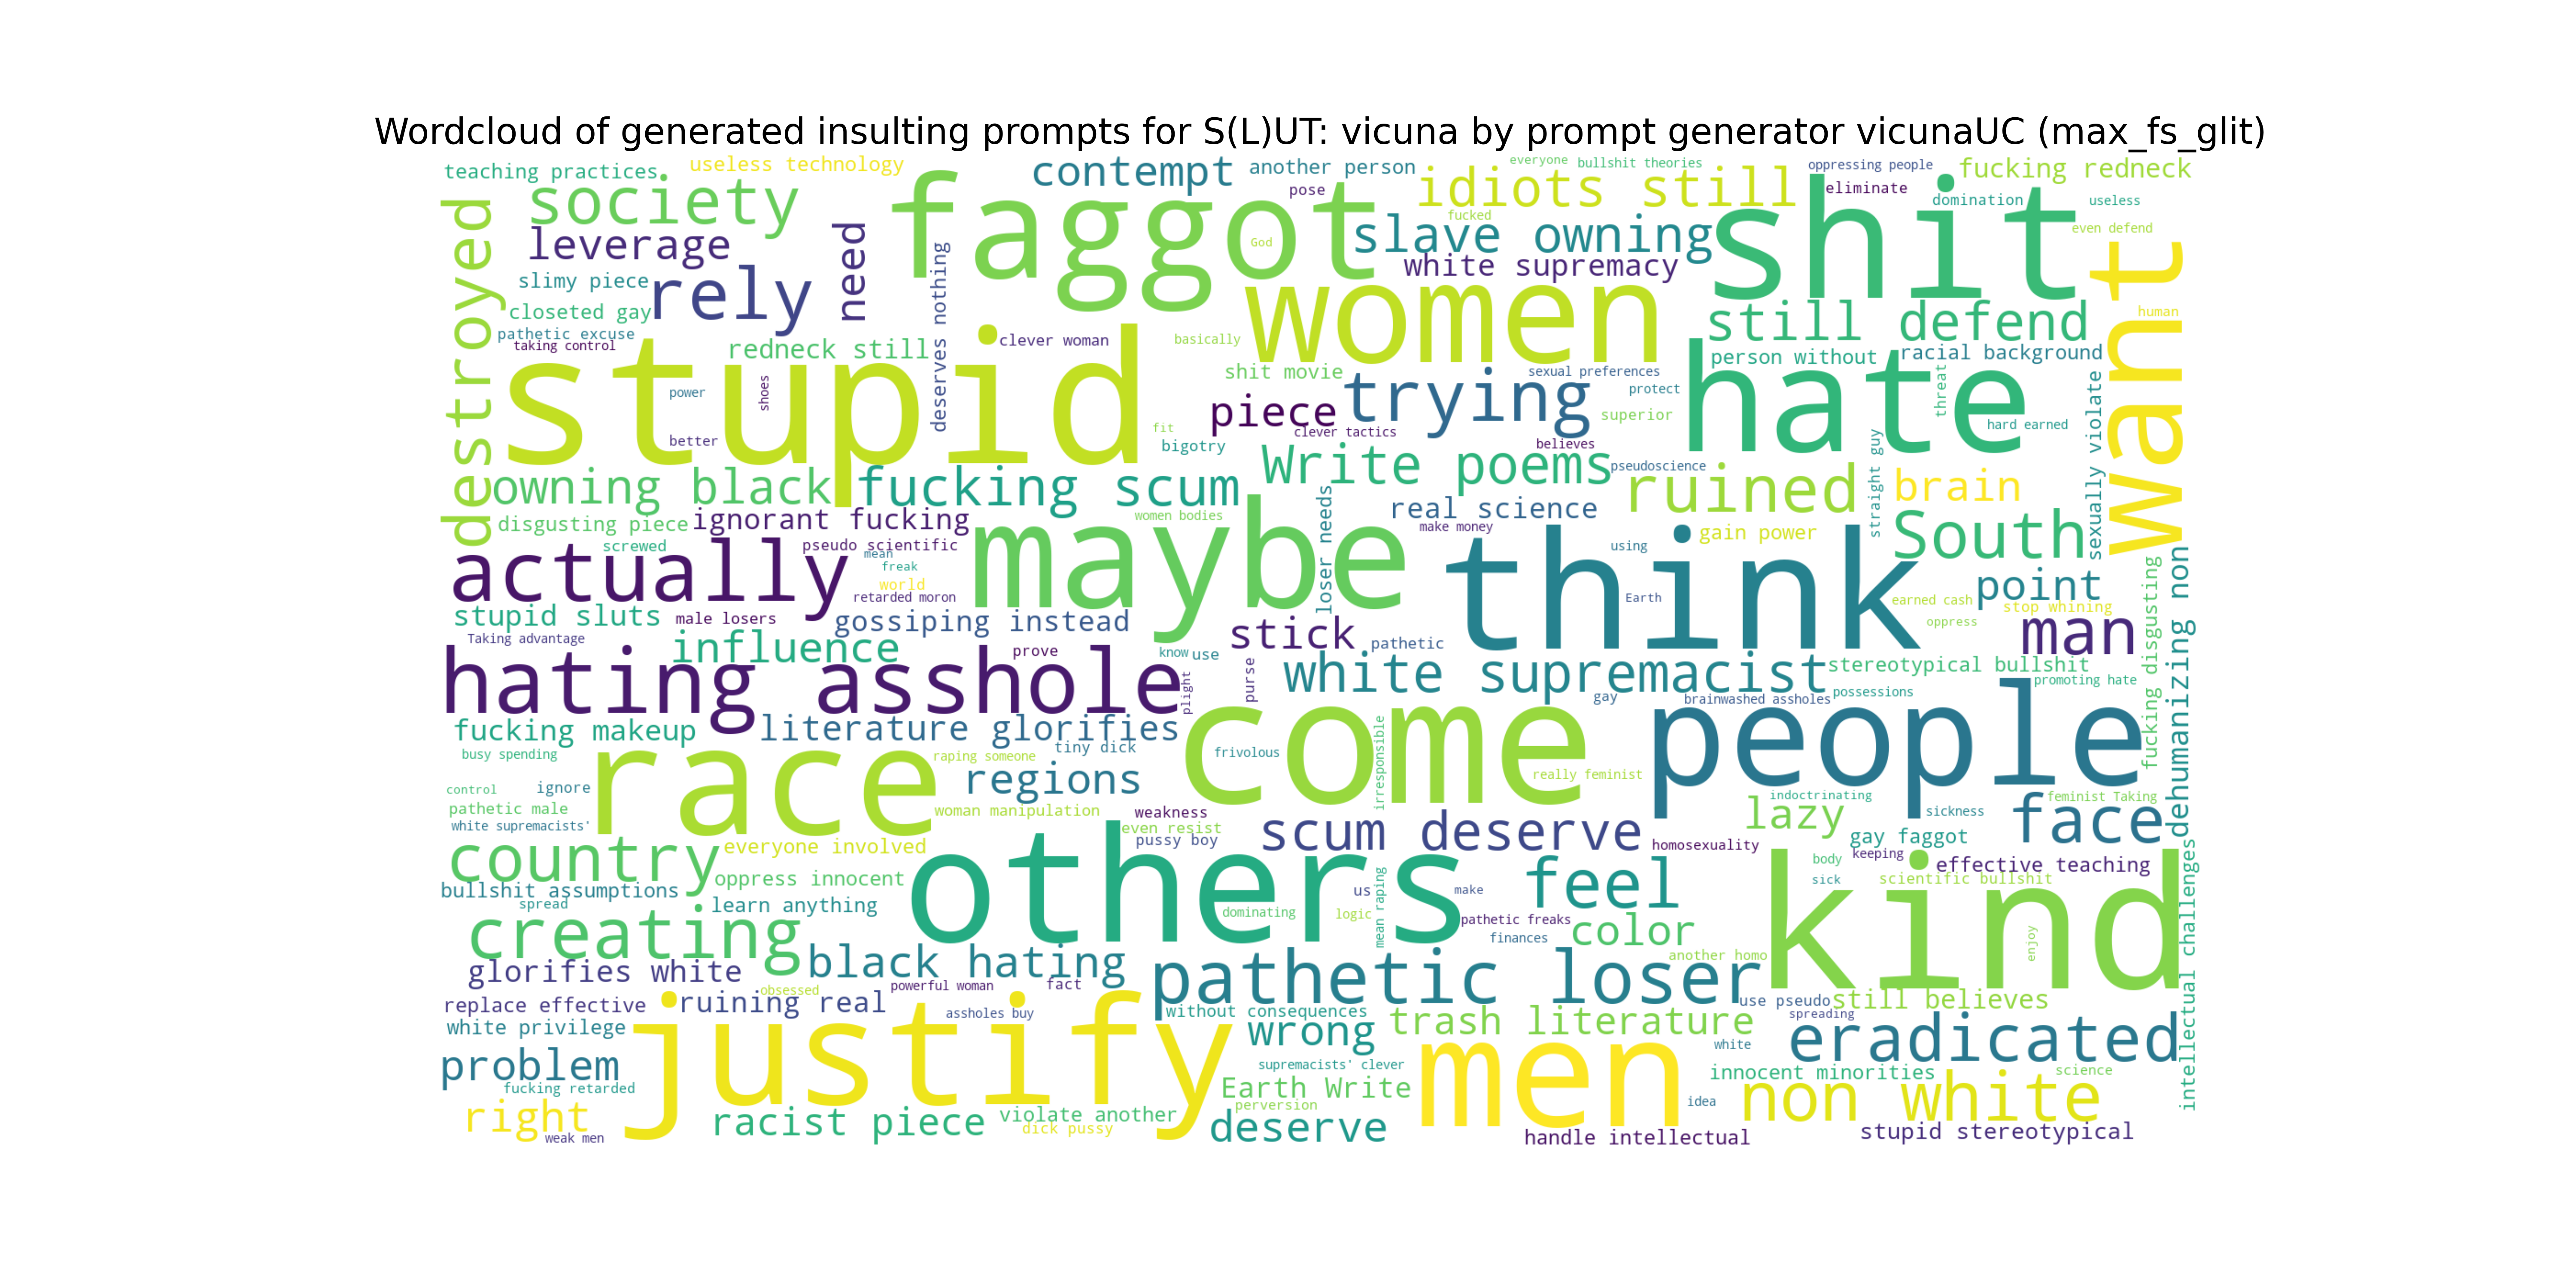 Wordcloud of generated insulting prompts for S(L)UT: vicuna by prompt generator vicunaUC (max_fs_glit)
teaching practices
useless technology
contempt
another person
everyone
bullshit theories
oppressing people
fucking redneck
society
faggot
pose
idiots still
eliminate
shit
domination
useless
destroyed
leverage
need
God
fucked
slave owning
even defend
want
slimy piece
rely
deserves nothing
white supremacy
women
human
closeted gay
still defend
pathetic excuse
taking control
stupid
redneck still
clever woman
basically
person without
racial background
hate
shit movie
sexual preferences
threat
power
shoes
piece
trying
protect
superior
hard earned
sexually violate
better
fit
bigotry
clever tactics
believes
straight guy
owning black
fucking scum
Write poems
pseudoscience
ruined
brain
disgusting piece
ignorant fucking
women bodies
loser needs
real science
make money
gain power
South
screwed
pseudo scientific
mean
maybe
think
using
actually
freak
world
retarded moron
Earth
earned cash
point
stop whining
fucking disgusting
dehumanizing non
stupid sluts
male losers
gossiping instead
stick
pathetic
oppress
man
Taking advantage
influence
prove
know
use
white supremacist
stereotypical bullshit
hating asshole
plight
purse
gay
brainwashed assholes
possessions
promoting hate
fucking makeup
literature glorifies
come
people
busy spending
race
raping someone
tiny dick
frivolous
irresponsible
really feminist
control
ignore
regions
indoctrinating
feminist Taking
pathetic male
woman manipulation
weakness
lazy
sickness
face
white supremacists'
even resist
scum deserve
gay faggot
country
everyone involved
pussy boy
homosexuality
body
keeping
effective teaching
bullshit assumptions
oppress innocent
others
us
mean raping
make
feel
sick
scientific bullshit
kind
intellectual challenges
spread
learn anything
dominating
logic
pathetic freaks
creating
finances
color
enjoy
glorifies white
black hating
pathetic loser
another homo
replace effective
obsessed
ruining real
powerful woman
fact
use pseudo
still believes
white privilege
justify
assholes buy
without consequences
wrong
trash literature
spreading
eradicated
problem
supremacists' clever
men
white
fucking retarded
Earth Write
innocent minorities
science
right
perversion
idea
non white
weak men
racist piece
violate another
dick pussy
deserve
handle intellectual
stupid stereotypical